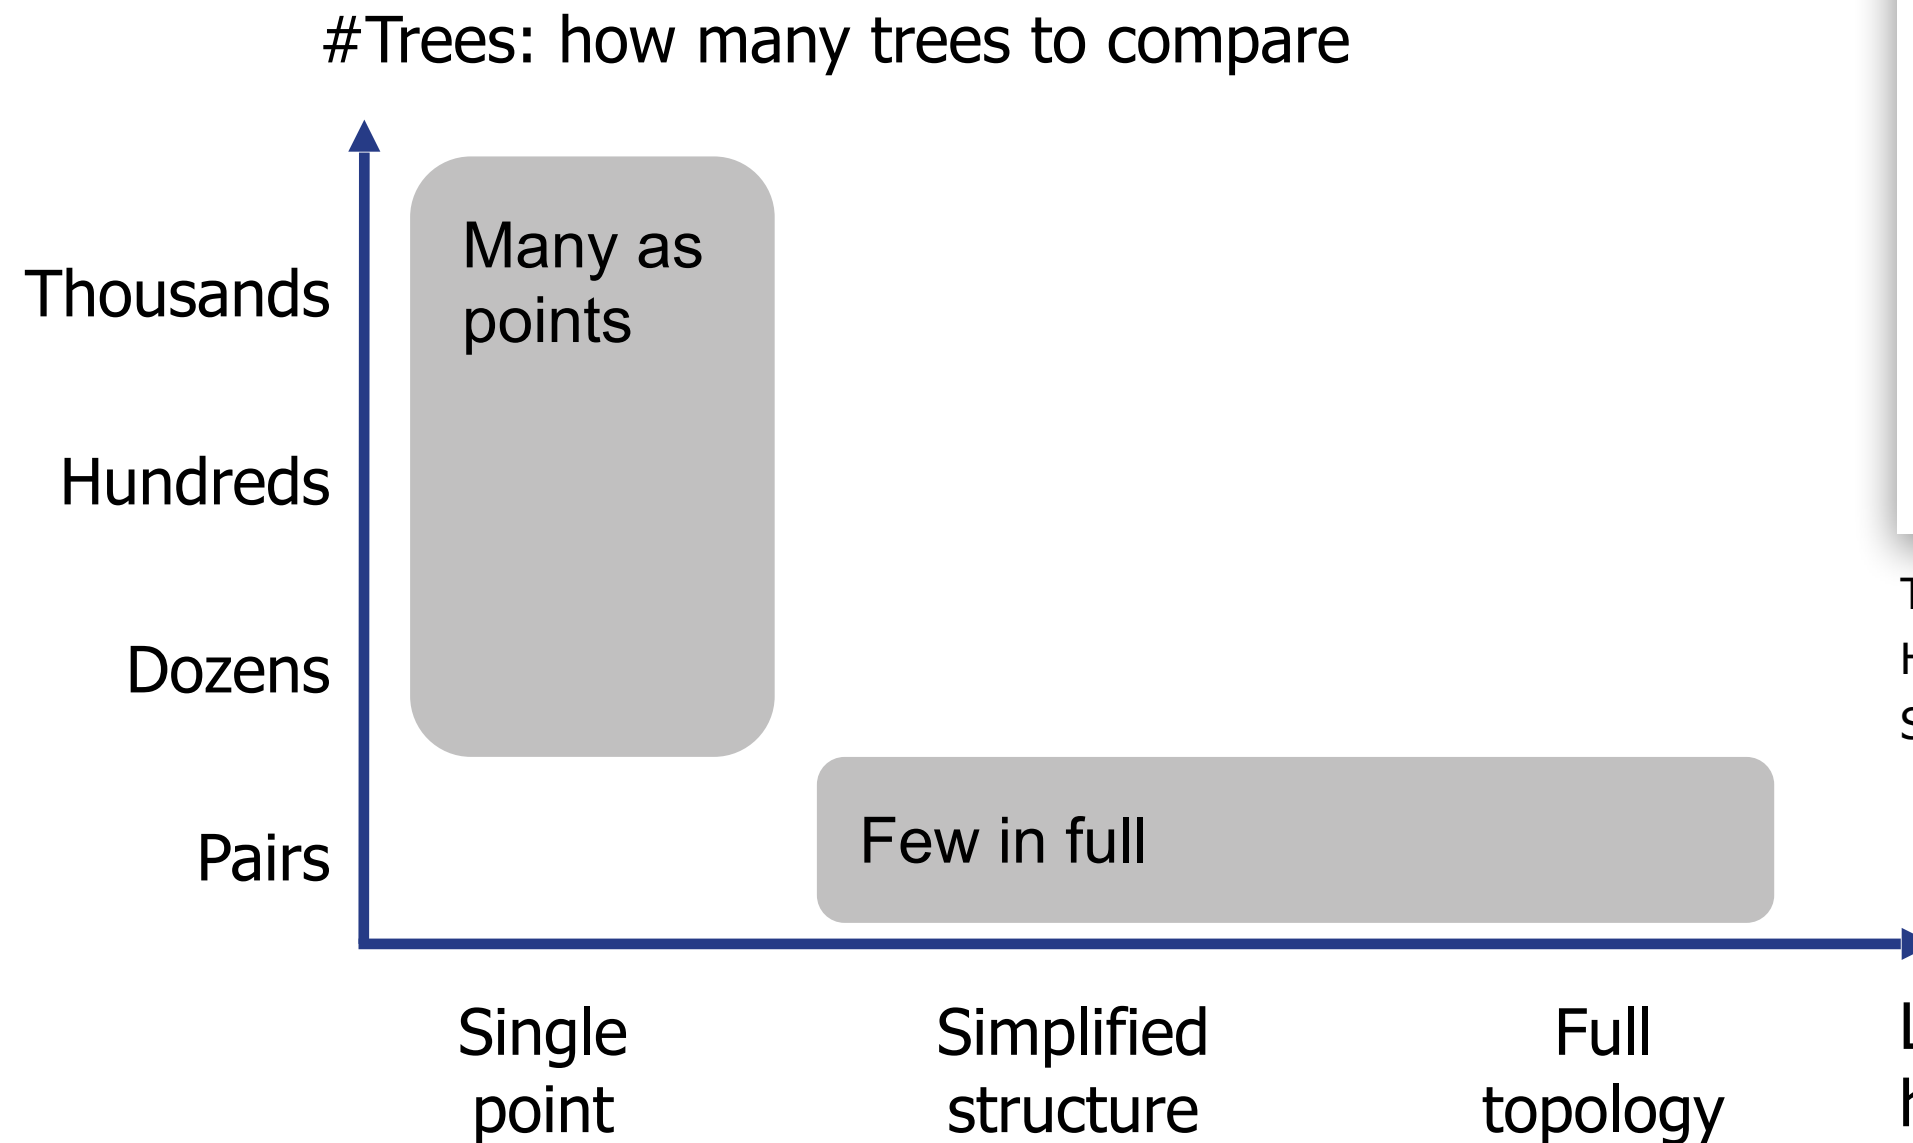 #Trees: how many trees to compare
Many as
points
Thousands
Hundreds
Dozens
Pairs
Few in full
Single
point
Simplified
structure
Full
topology